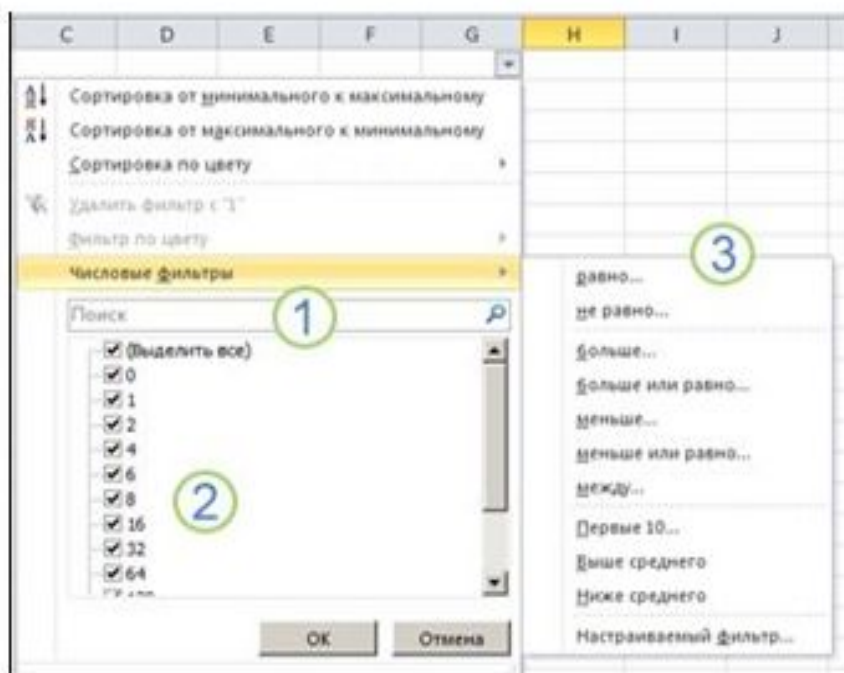 C D E F G H I J
Сортировка от минимального к максимальному
Сортировка от максимального к минимальному
Сортировка по цвету
Удалить фильтр с "1"
Фильтр по цвету
Числовые фильтры
Поиск
1
(Выделить все)
0
1
2
4
6
8
16
32
64
2
OK Отмена
3
равно...
не равно...
больше...
больше или равно...
меньше...
меньше или равно...
между...
Первые 10...
Выше среднего
Ниже среднего
Настраиваемый фильтр...